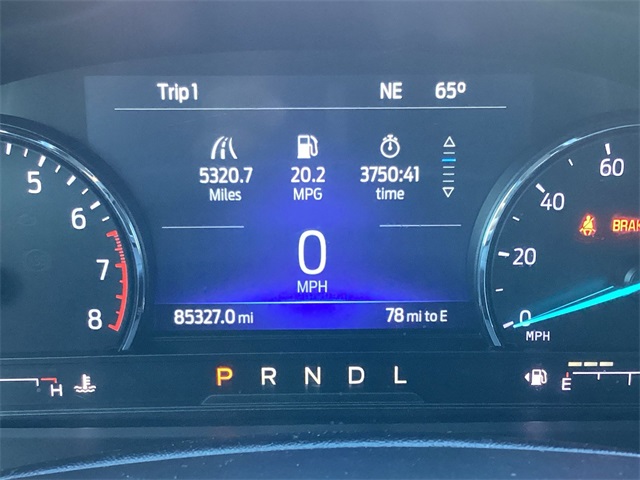 Trip 1 NE 65º
5320.7 20.2 3750:41
Miles MPG time
0
MPH
85327.0 mi 78 mi to E
P R N D L
5
6
7
8
H
60
40
20
0
MPH
E